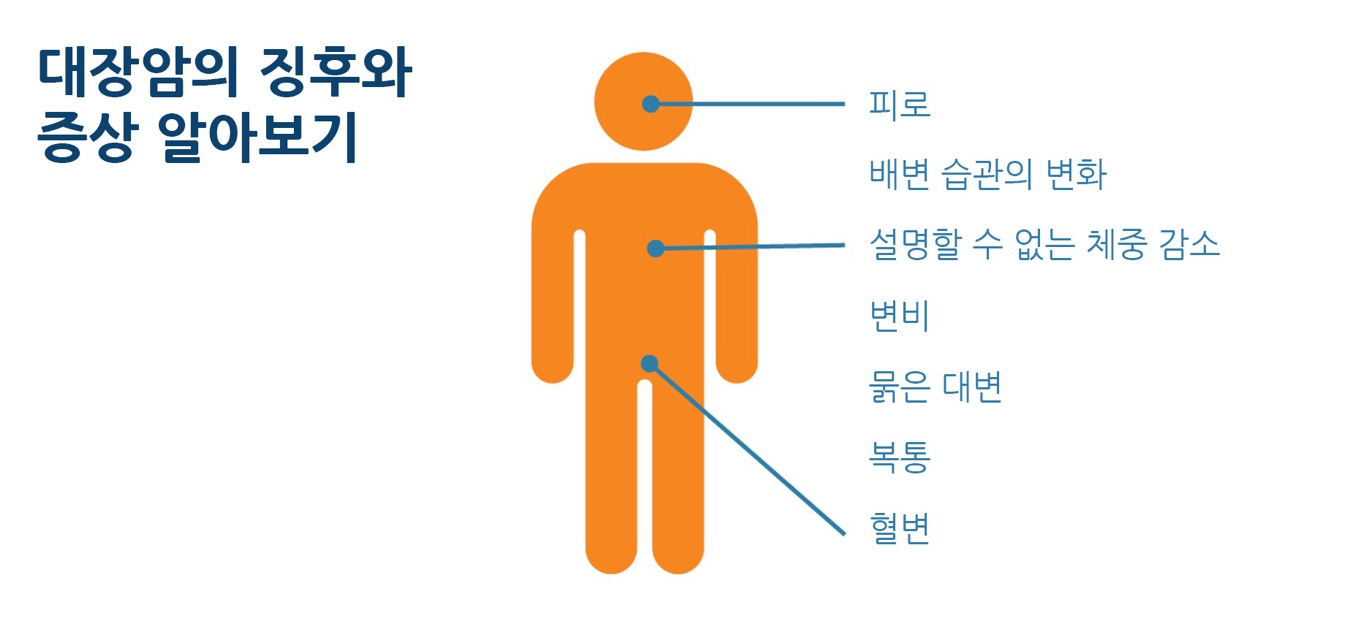 대장암의 징후와
증상 알아보기
피로
배변 습관의 변화
설명할 수 없는 체중 감소
변비
묽은 대변
복통
혈변